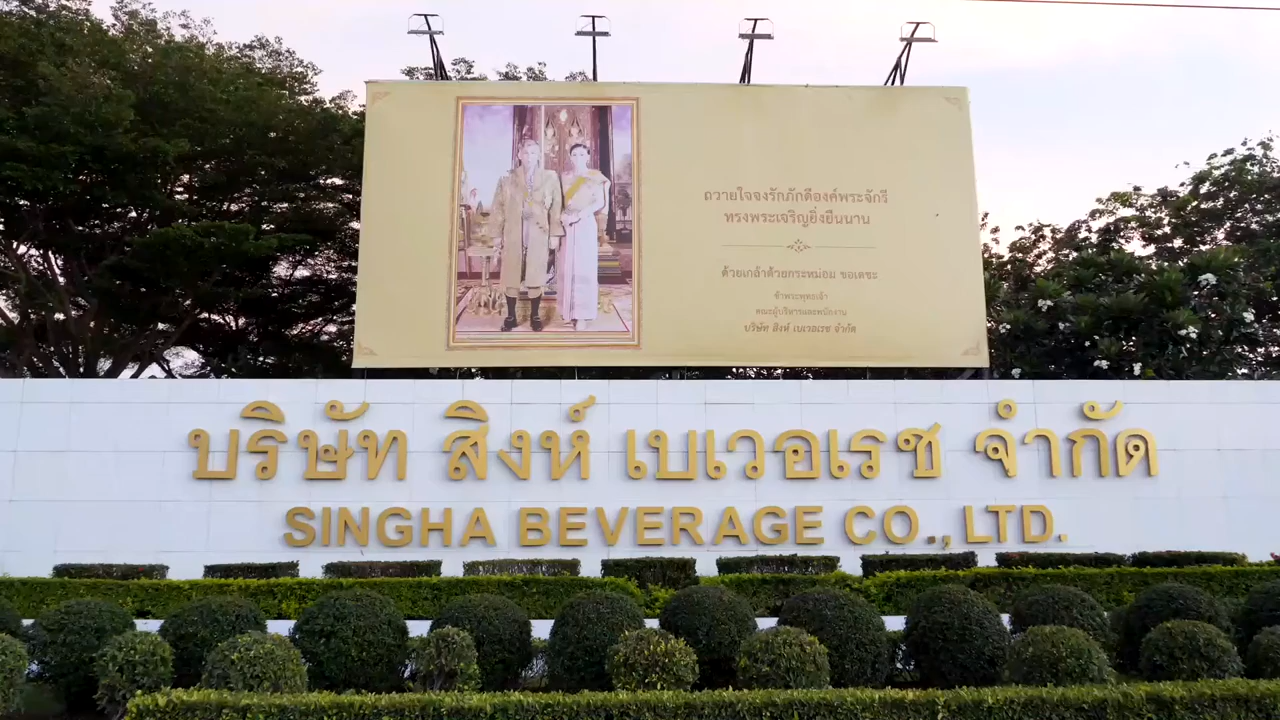 ถวายใจจงรักภักดีองค์พระจักรี
ทรงพระเจริญยิ่งยืนนาน
ด้วยเกล้าด้วยกระหม่อม ขอเดชะ
ข้าพระพุทธเจ้า
คณะผู้บริหารและพนักงาน
บริษัท สิงห์ เบเวอเรช จำกัด
บริษัท สิงห์ เบเวอเรช จำกัด
SINGHA BEVERAGE CO., LTD.